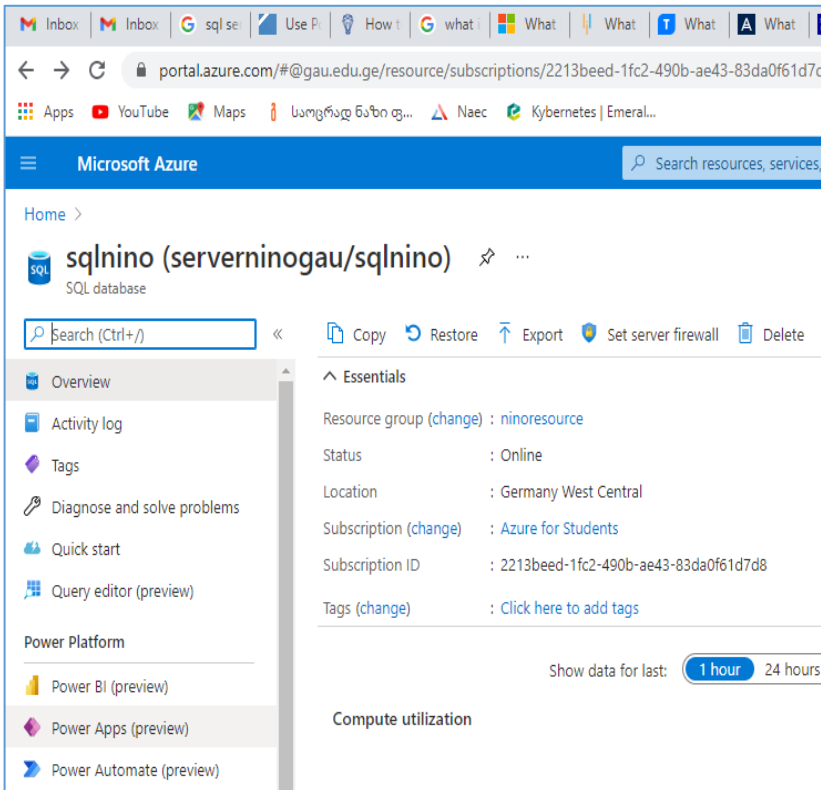 Inbox Inbox sql se Use P How t what i What What What What
portal.azure.com/#@gau.edu.ge/resource/subscriptions/2213beed-1fc2-490b-ae43-83da0f61d7
Apps YouTube Maps საოცრად ნაზი ფ... Naec Kybernetes | Emeral...
Microsoft Azure Search resources, services,
Home >
sqlnino (serverninogau/sqlnino) ...
SQL SQL database
Search (Ctrl+/) « Copy Restore Export Set server firewall Delete
Overview
Activity log
Tags
Diagnose and solve problems
Quick start
Query editor (preview)
Power Platform
Power BI (preview)
Power Apps (preview)
Power Automate (preview)
Essentials
Resource group (change) : ninoresource
Status : Online
Location : Germany West Central
Subscription (change) : Azure for Students
Subscription ID : 2213beed-1fc2-490b-ae43-83da0f61d7d8
Tags (change) : Click here to add tags
Show data for last: 1 hour 24 hours
Compute utilization